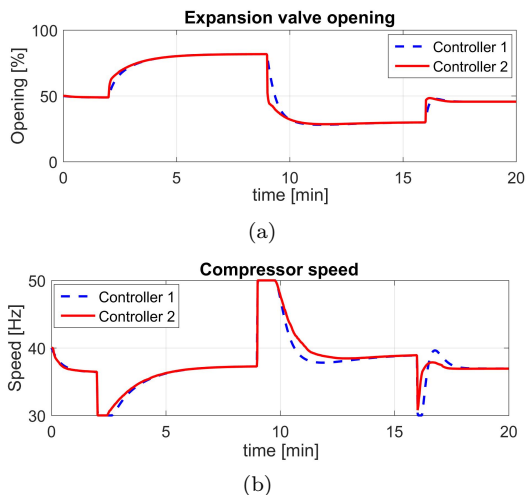 Expansion valve opening
100
50
0
Opening [%]
Controller 1
Controller 2
0
5
10
15
20
time [min]
(a)
Compressor speed
50
40
30
Speed [Hz]
Controller 1
Controller 2
0
5
10
15
20
time [min]
(b)